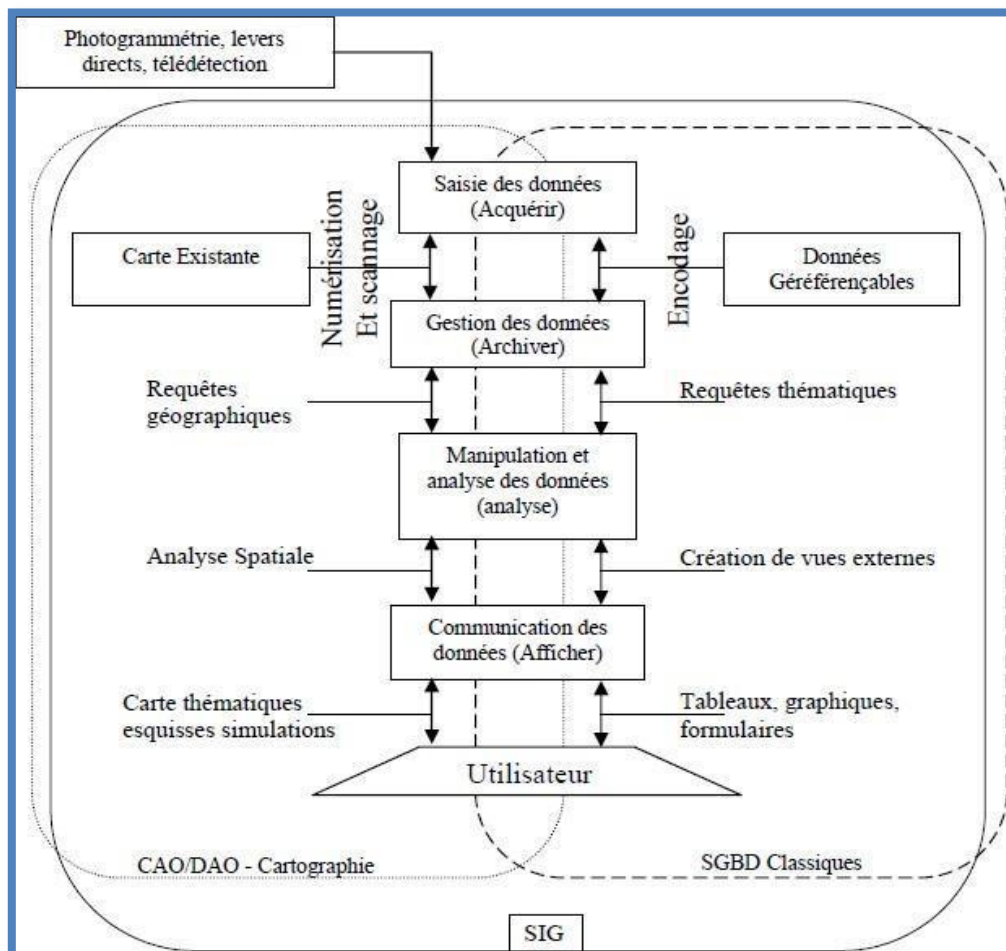 Photogrammétrie, levers
directs, télédétection
Saisie des données
(Acquérir)
Numérisation
Et scannage
Encodage
Carte Existante
Données
Géréférençables
Gestion des données
(Archiver)
Requêtes
géographiques
Requêtes thématiques
Manipulation et
analyse des données
(analyse)
Analyse Spatiale
Création de vues externes
Communication des
données (Afficher)
Carte thématiques
esquisses simulations
Tableaux, graphiques,
formulaires
Utilisateur
CAO/DAO - Cartographie
SGBD Classiques
SIG